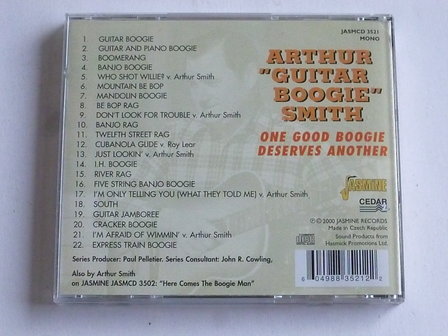 JASMCD 3521
MONO
ARTHUR
"GUITAR
BOOGIE"
SMITH
ONE GOOD BOOGIE
DESERVES ANOTHER
1. GUITAR BOOGIE
2. GUITAR AND PIANO BOOGIE
3. BOOMERANG
4. BANJO BOOGIE
5. WHO SHOT WILLIE? v. Arthur Smith
6. MOUNTAIN BE BOP
7. MANDOLIN BOOGIE
8. BE BOP RAG
9. DON'T LOOK FOR TROUBLE v. Arthur Smith
10. BANJO RAG
11. TWELFTH STREET RAG
12. CUBANOLA GLIDE v. Roy Lear
13. JUST LOOKIN' v. Arthur Smith
14. I.H. BOOGIE
15. RIVER RAG
16. FIVE STRING BANJO BOOGIE
17. I'M ONLY TELLING YOU (WHAT THEY TOLD ME) v. Arthur Smith
18. SOUTH
19. GUITAR JAMBOREE
20. CRACKER BOOGIE
21. I'M AFRAID OF WIMMIN' v. Arthur Smith
22. EXPRESS TRAIN BOOGIE
Series Producer: Paul Pelletier. Series Consultant: John R. Cowling,
Also by Arthur Smith
on JASMINE JASMCD 3502: "Here Comes The Boogie Man"
JASMINE
CEDAR
℗ © 2000 JASMINE RECORDS
Made in Czech Republic
Sound Products from
Hasmick Promotions Ltd.
6 04988 35212 2